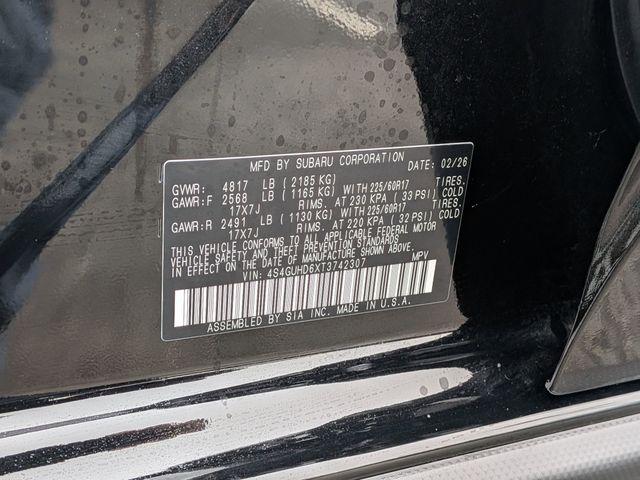 MFD BY SUBARU CORPORATION 02/26
GVWR: 4817 LB (2185 KG)
GAWR:F 2568 LB (1165 KG) WITH 225/60R17 TIRES,
17X7J RIMS, AT 230 KPA ( 33 PSI) COLD
GAWR:R 2491 LB (1130 KG) WITH 225/60R17 TIRES,
17X7J RIMS, AT 220 KPA ( 32 PSI) COLD
THIS VEHICLE CONFORMS TO ALL APPLICABLE FEDERAL MOTOR
VEHICLE SAFETY AND THEFT PREVENTION STANDARDS
IN EFFECT ON THE DATE OF MANUFACTURE SHOWN ABOVE.
VIN: 4S4GUHD6XT3742307 MPV
ASSEMBLED BY SIA INC. MADE IN U.S.A.